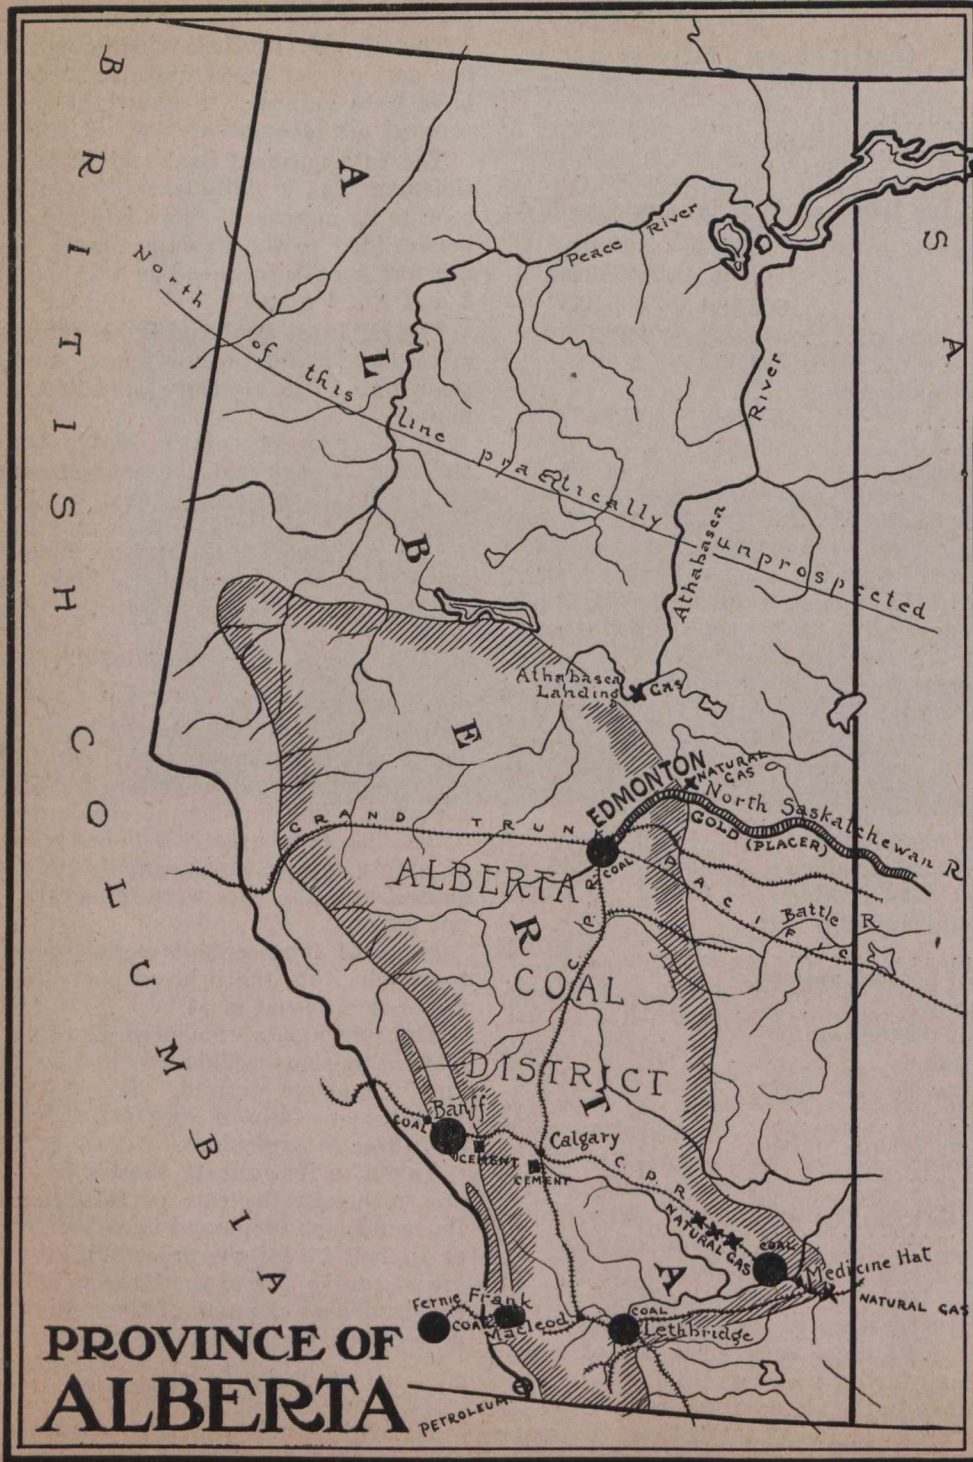 BRITISH COLUMBIA
ALBERTA
SA
North of this line practically unprospected
Peace River
River
Athabasca
Athabasca
Landing
Gas
EDMONTON
NATURAL
GAS
North Saskatchewan R
GOLD (PLACER)
GRAND TRUN
PACIFIC
COAL
C P R
Battle R
ALBERTA
COAL
DISTRICT
Banff
COAL
CEMENT
Calgary
CEMENT
C P R
NATURAL GAS
COAL
Medicine Hat
NATURAL GAS
Fernie
COAL
Frank
Macleod
COAL
Lethbridge
PETROLEUM
PROVINCE OF
ALBERTA